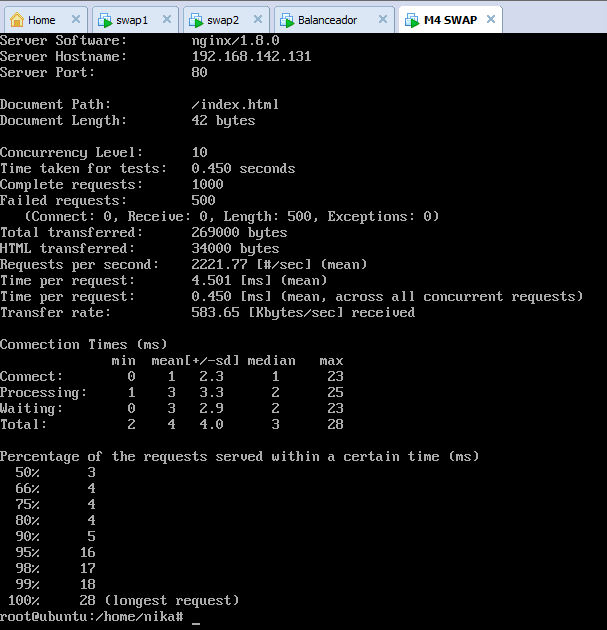 Home swap1 swap2 Balanceador M4 SWAP
Server Software:        nginx/1.8.0
Server Hostname:        192.168.142.131
Server Port:            80

Document Path:          /index.html
Document Length:        42 bytes

Concurrency Level:      10
Time taken for tests:   0.450 seconds
Complete requests:      1000
Failed requests:        500
   (Connect: 0, Receive: 0, Length: 500, Exceptions: 0)
Total transferred:      269000 bytes
HTML transferred:       34000 bytes
Requests per second:    2221.77 [#/sec] (mean)
Time per request:       4.501 [ms] (mean)
Time per request:       0.450 [ms] (mean, across all concurrent requests)
Transfer rate:          583.65 [Kbytes/sec] received

Connection Times (ms)
              min  mean[+/-sd] median   max
Connect:        0    1   2.3      1      23
Processing:     1    3   3.3      2      25
Waiting:        0    3   2.9      2      23
Total:          2    4   4.0      3      28

Percentage of the requests served within a certain time (ms)
  50%      3
  66%      4
  75%      4
  80%      4
  90%      5
  95%     16
  98%     17
  99%     18
 100%     28 (longest request)
root@ubuntu:/home/nika# _